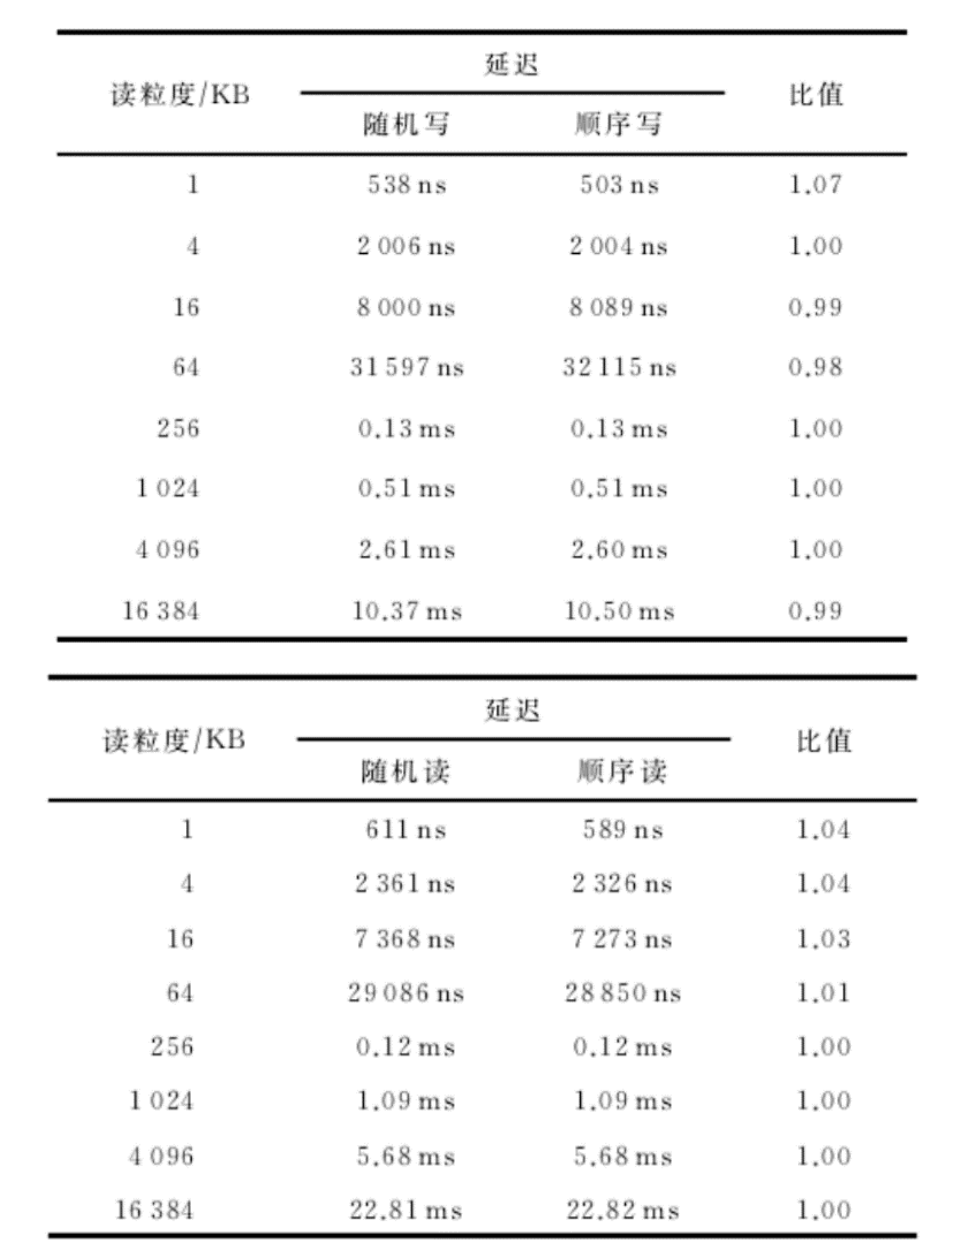 延迟
读粒度/KB 比值
随机写 顺序写
1 538 ns 503 ns 1.07
4 2 006 ns 2 004 ns 1.00
16 8 000 ns 8 089 ns 0.99
64 31 597 ns 32 115 ns 0.98
256 0.13 ms 0.13 ms 1.00
1 024 0.51 ms 0.51 ms 1.00
4 096 2.61 ms 2.60 ms 1.00
16 384 10.37 ms 10.50 ms 0.99
延迟
读粒度/KB 比值
随机读 顺序读
1 611 ns 589 ns 1.04
4 2 361 ns 2 326 ns 1.04
16 7 368 ns 7 273 ns 1.03
64 29 086 ns 28 850 ns 1.01
256 0.12 ms 0.12 ms 1.00
1 024 1.09 ms 1.09 ms 1.00
4 096 5.68 ms 5.68 ms 1.00
16 384 22.81 ms 22.82 ms 1.00